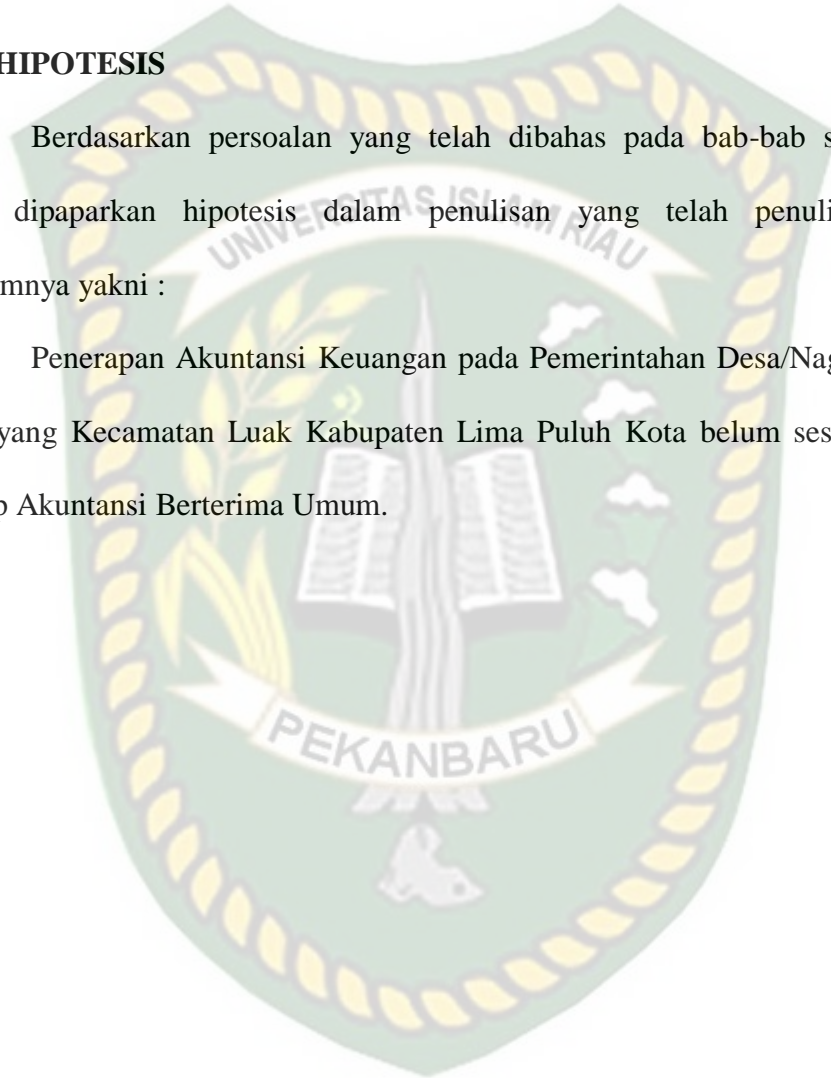 HIPOTESIS
Berdasarkan persoalan yang telah dibahas pada bab-bab s
dipaparkan hipotesis dalam penulisan yang telah penuli
mnya yakni :
Penerapan Akuntansi Keuangan pada Pemerintahan Desa/Nag
yang Kecamatan Luak Kabupaten Lima Puluh Kota belum ses
Akuntansi Berterima Umum.
UNIVERSITAS ISLAM RIAU
PEKANBARU